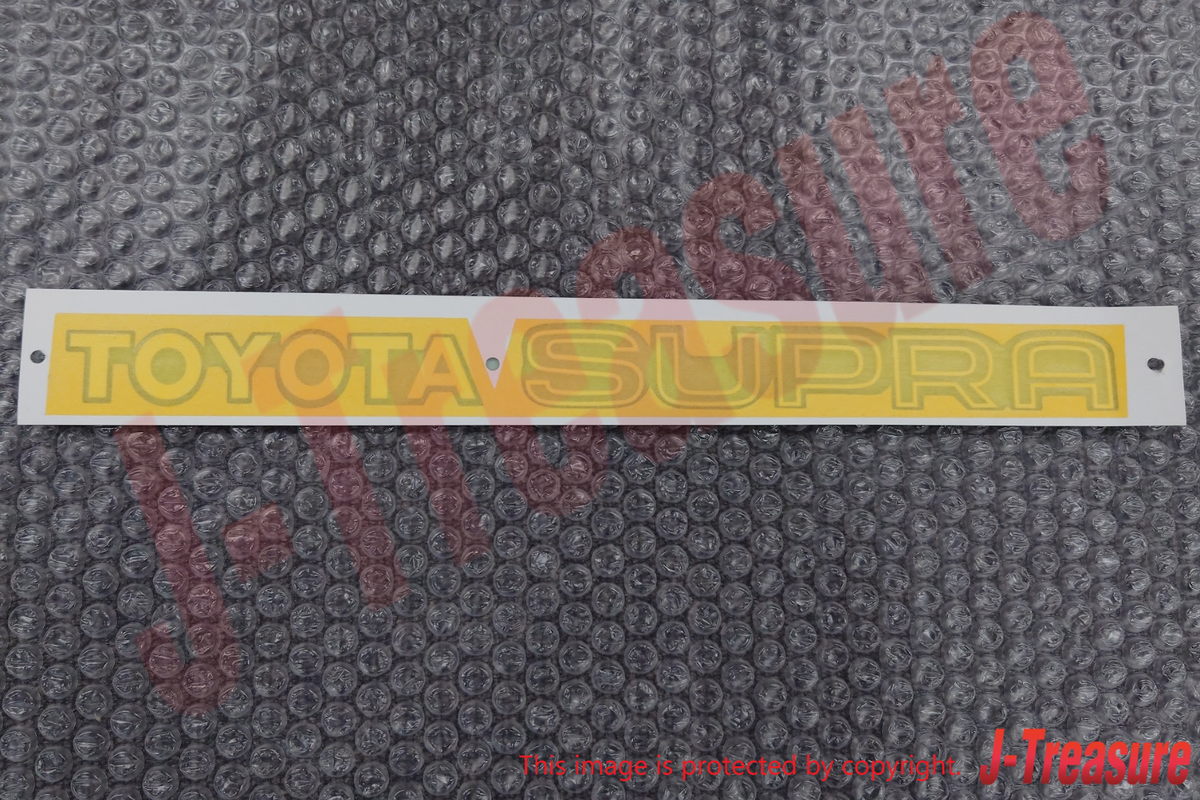 J-Treasure
TOYOTA SUPRA
This image is protected by copyright.
J-Treasure